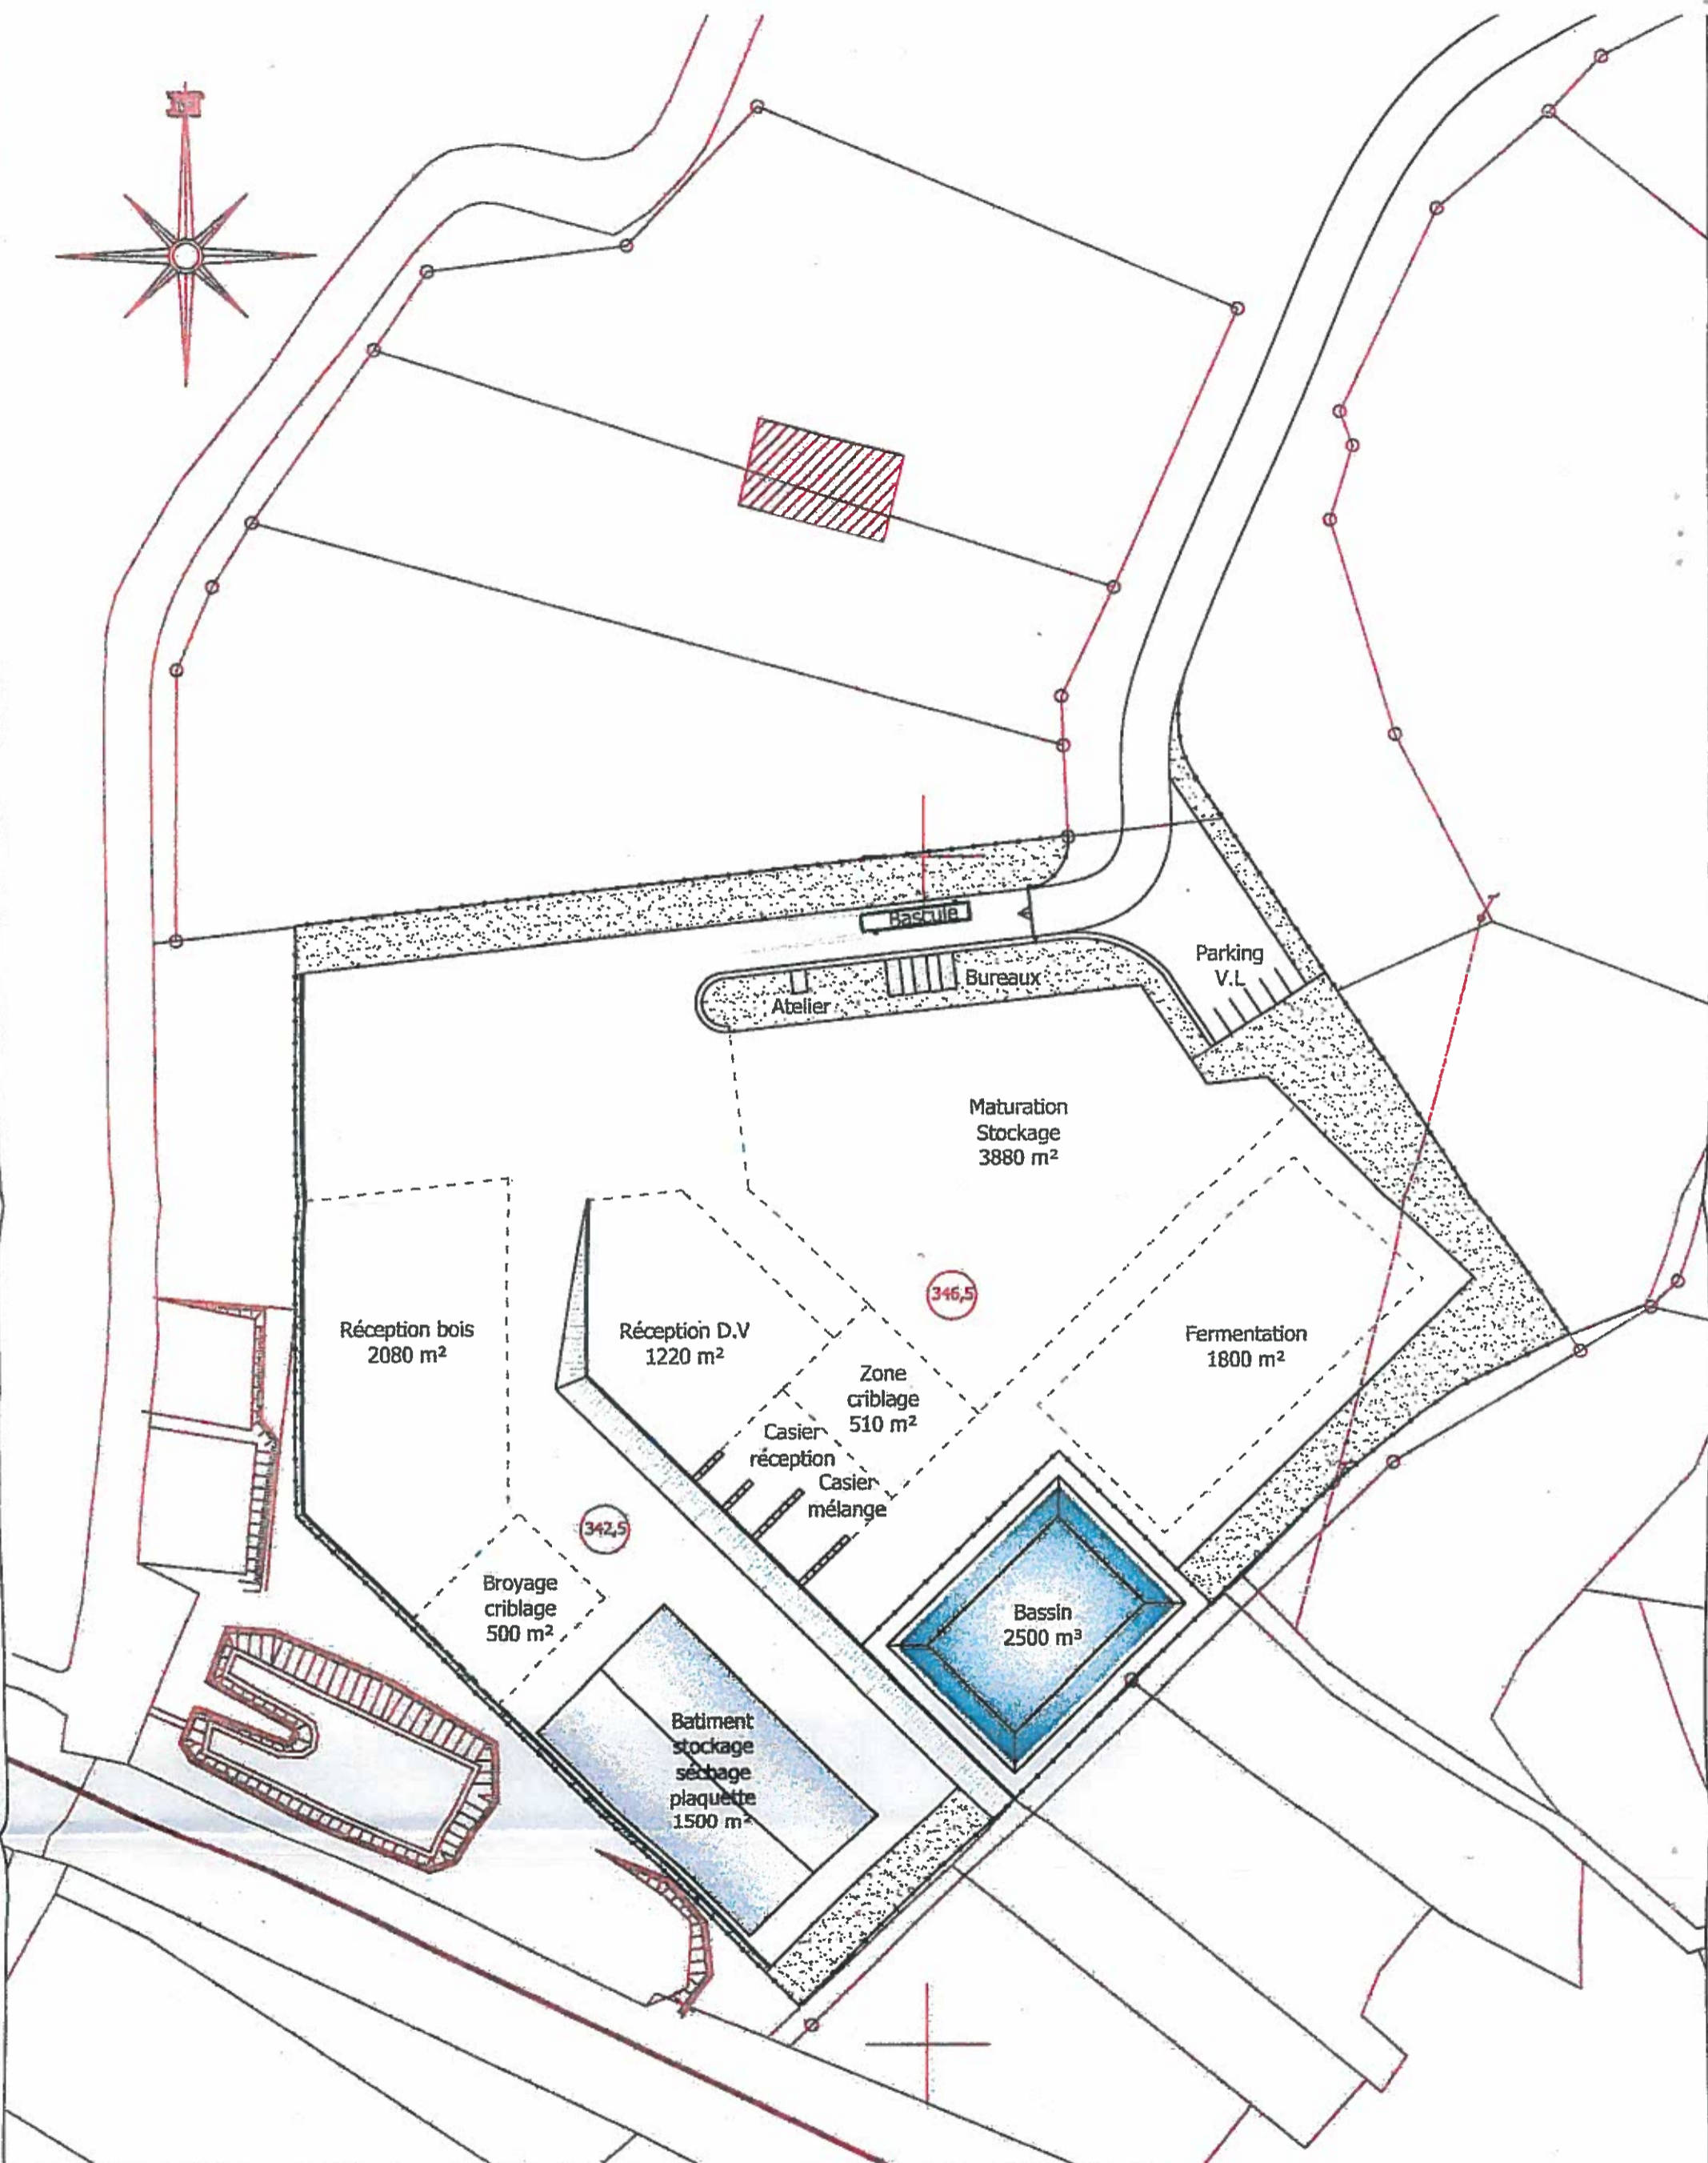 N
Bascule
Parking
V.L
Bureaux
Atelier
Maturation
Stockage
3880 m²
346,5
Réception bois
2080 m²
Réception D.V
1220 m²
Fermentation
1800 m²
Zone
criblage
510 m²
Casier
réception
Casier
mélange
342,5
Broyage
criblage
500 m²
Bassin
2500 m³
Batiment
stockage
séchage
plaquette
1500 m²